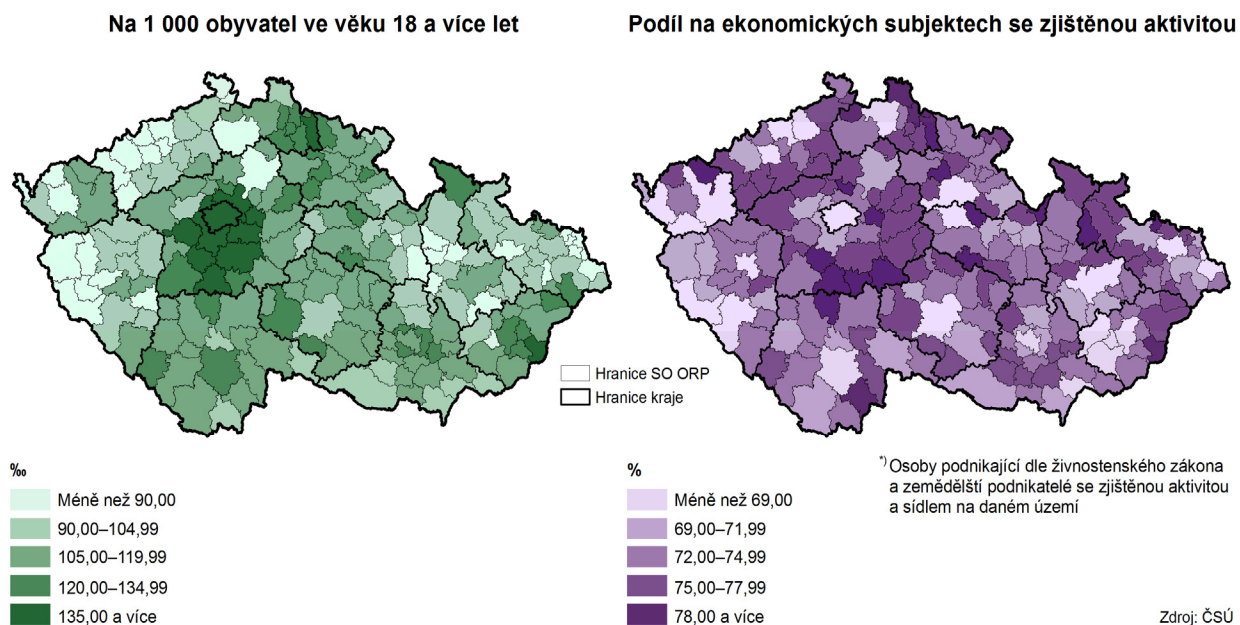 Na 1 000 obyvatel ve věku 18 a více let
Podíl na ekonomických subjektech se zjištěnou aktivitou
Hranice SO ORP
Hranice kraje
‰
Méně než 90,00
90,00–104,99
105,00–119,99
120,00–134,99
135,00 a více
%
Méně než 69,00
69,00–71,99
72,00–74,99
75,00–77,99
78,00 a více
*) Osoby podnikající dle živnostenského zákona
a zemědělští podnikatelé se zjištěnou aktivitou
a sídlem na daném území
Zdroj: ČSÚ